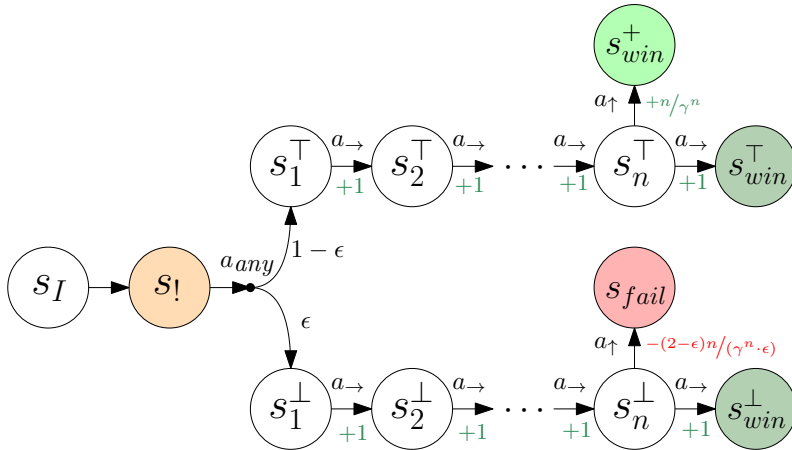 s_{win}^{+}
a_↑ +n/γ^n
s_1^⊤ a_→ +1 s_2^⊤ a_→ +1 ··· a_→ +1 s_n^⊤ a_→ +1 s_{win}^⊤
a_{any} 1 − ϵ
s_I s_! s_{fail}
ϵ
a_↑ −(2−ϵ)n/(γ^n·ϵ)
s_1^⊥ a_→ +1 s_2^⊥ a_→ +1 ··· a_→ +1 s_n^⊥ a_→ +1 s_{win}^⊥